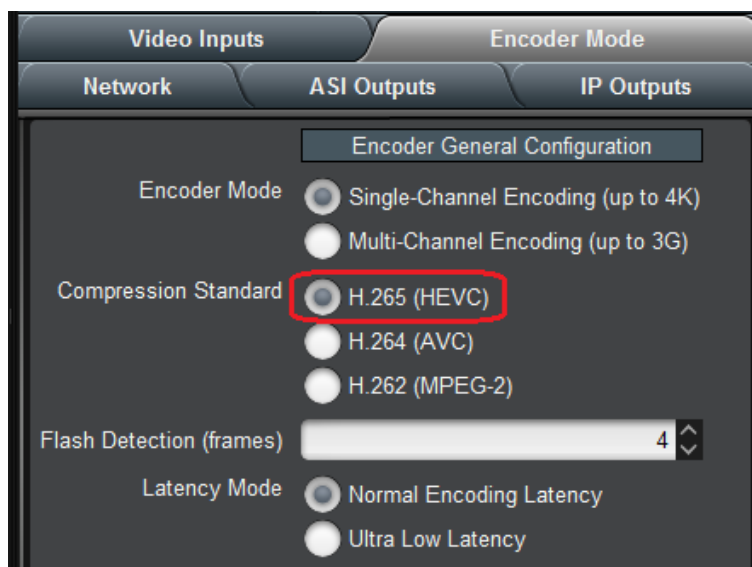 Video Inputs
Encoder Mode
Network
ASI Outputs
IP Outputs
Encoder General Configuration
Encoder Mode
Single-Channel Encoding (up to 4K)
Multi-Channel Encoding (up to 3G)
Compression Standard
H.265 (HEVC)
H.264 (AVC)
H.262 (MPEG-2)
Flash Detection (frames)
4
Latency Mode
Normal Encoding Latency
Ultra Low Latency